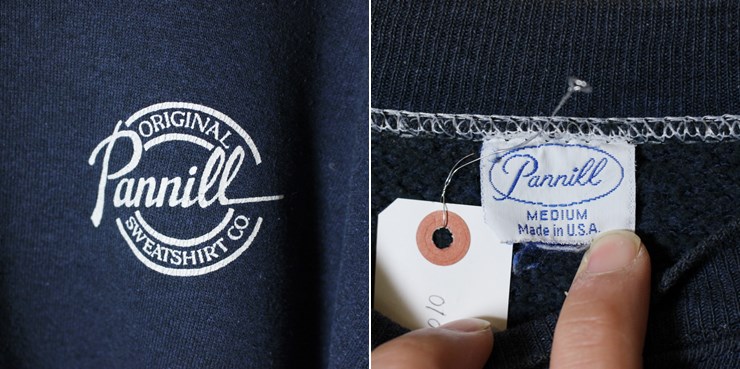 ORIGINAL
Pannill
SWEATSHIRT CO.
Pannill
MEDIUM
Made in U.S.A.